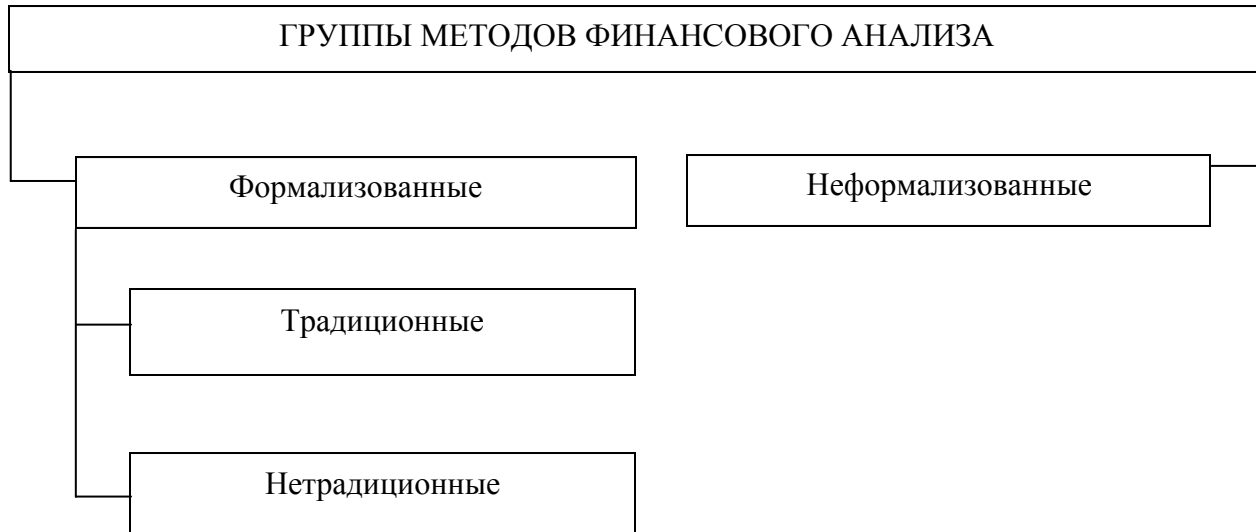 ГРУППЫ МЕТОДОВ ФИНАНСОВОГО АНАЛИЗА
Формализованные
Неформализованные
Традиционные
Нетрадиционные